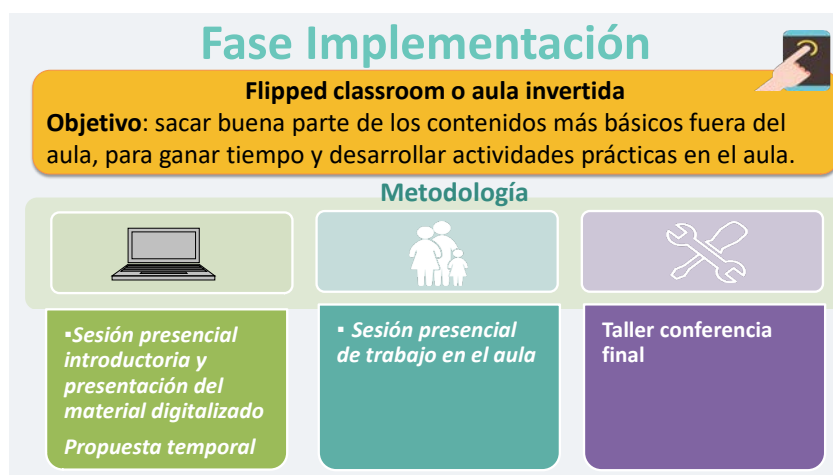 Fase Implementación
Flipped classroom o aula invertida
Objetivo: sacar buena parte de los contenidos más básicos fuera del
aula, para ganar tiempo y desarrollar actividades prácticas en el aula.
Metodología
▪Sesión presencial
introductoria y
presentación del
material digitalizado
Propuesta temporal
▪ Sesión presencial
de trabajo en el aula
Taller conferencia
final